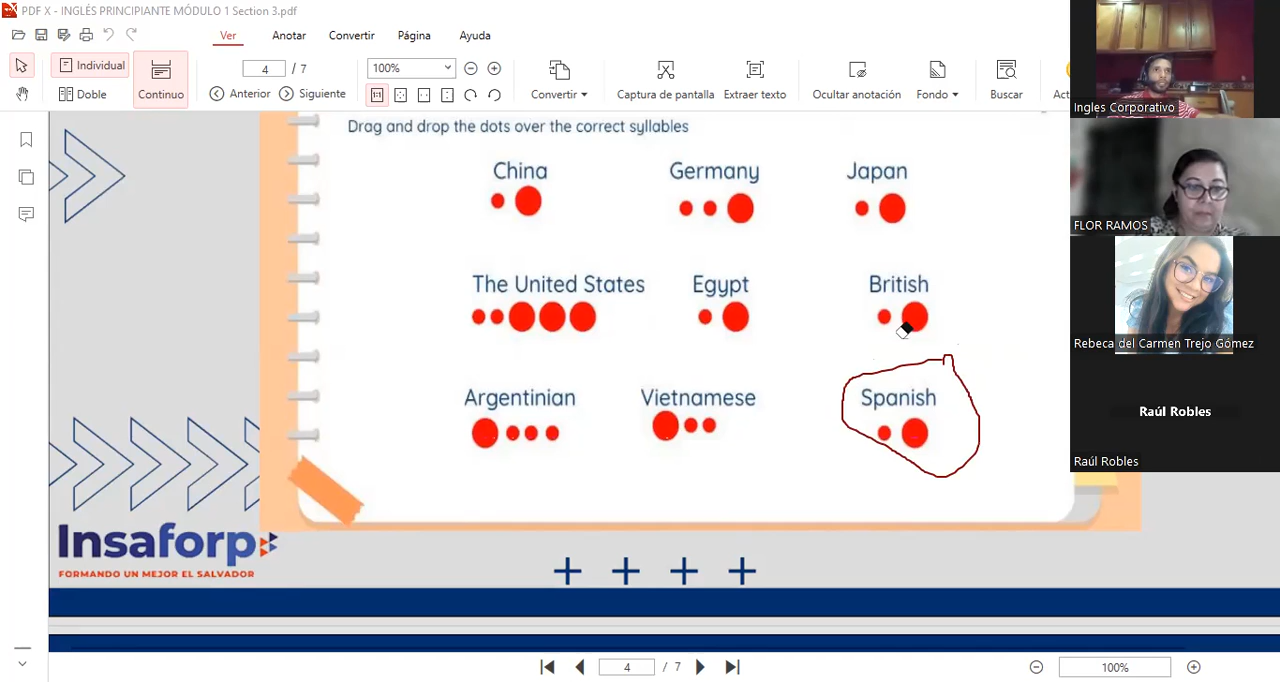 PDF X - INGLÉS PRINCIPIANTE MÓDULO 1 Section 3.pdf
Ver Anotar Convertir Página Ayuda
Individual
Doble
Continuo
4 / 7
Anterior Siguiente
100%
Convertir
Captura de pantalla
Extraer texto
Ocultar anotación
Fondo
Buscar
Ingles Corporativo
FLOR RAMOS
Rebeca del Carmen Trejo Gómez
Raúl Robles
Raúl Robles
Drag and drop the dots over the correct syllables
China Germany Japan
The United States Egypt British
Argentinian Vietnamese Spanish
Insaforp
FORMANDO UN MEJOR EL SALVADOR
4 / 7
100%